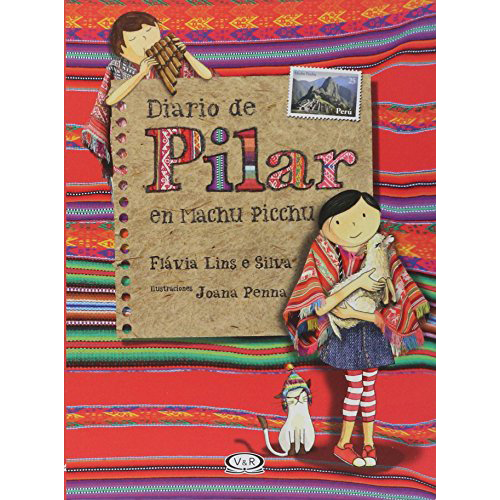 Diario de
Pilar
en Machu Picchu
Flávia Lins e Silva
Ilustraciones Joana Penna
Perú
V&R